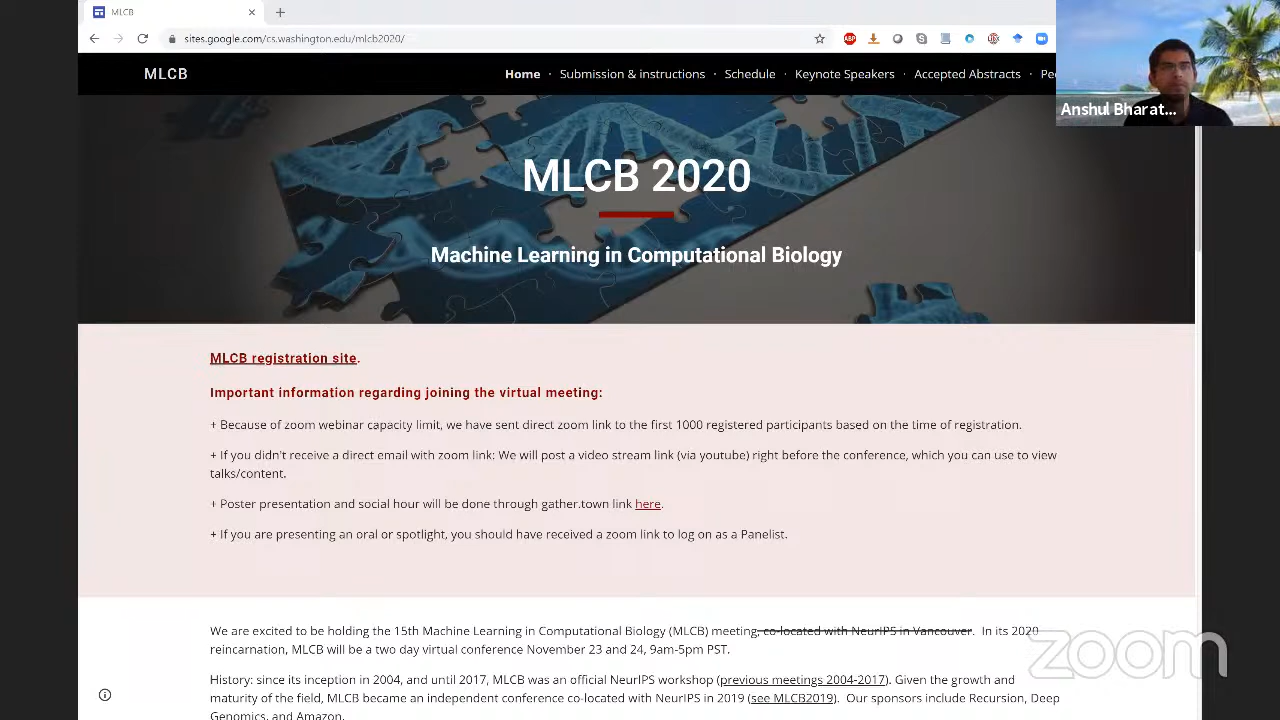 MLCB
sites.google.com/cs.washington.edu/mlcb2020/
ABP
MLCB
Home · Submission & instructions · Schedule · Keynote Speakers · Accepted Abstracts · Pe
Anshul Bharat...
MLCB 2020
Machine Learning in Computational Biology
MLCB registration site.
Important information regarding joining the virtual meeting:
+ Because of zoom webinar capacity limit, we have sent direct zoom link to the first 1000 registered participants based on the time of registration.
+ If you didn't receive a direct email with zoom link: We will post a video stream link (via youtube) right before the conference, which you can use to view
talks/content.
+ Poster presentation and social hour will be done through gather.town link here.
+ If you are presenting an oral or spotlight, you should have received a zoom link to log on as a Panelist.
We are excited to be holding the 15th Machine Learning in Computational Biology (MLCB) meeting, co-located with NeurIPS in Vancouver. In its 2020
reincarnation, MLCB will be a two day virtual conference November 23 and 24, 9am-5pm PST.
zoom
History: since its inception in 2004, and until 2017, MLCB was an official NeurIPS workshop (previous meetings 2004-2017). Given the growth and
maturity of the field, MLCB became an independent conference co-located with NeurIPS in 2019 (see MLCB2019). Our sponsors include Recursion, Deep
Genomics, and Amazon.